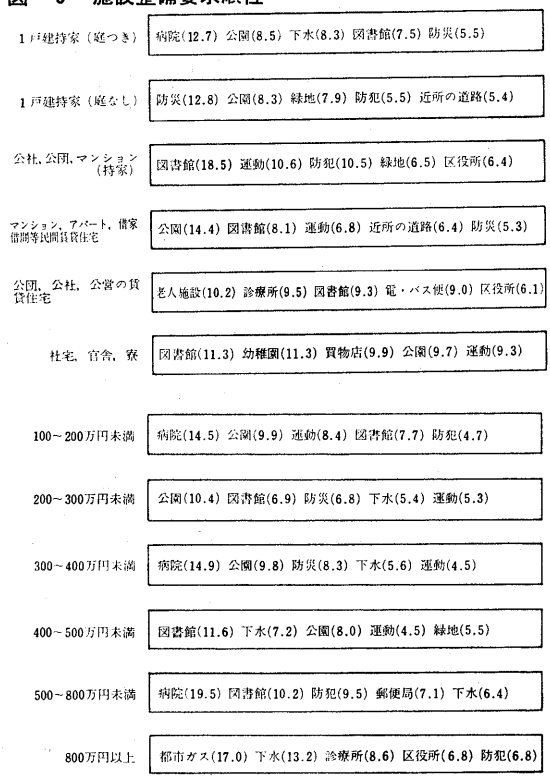 1戸建持家(庭つき) 病院(12.7) 公園(8.5) 下水(8.3) 図書館(7.5) 防災(5.5)
1戸建持家(庭なし) 防災(12.8) 公園(8.3) 緑地(7.9) 防犯(5.5) 近所の道路(5.4)
公社,公団,マンション
(持家) 図書館(18.5) 運動(10.6) 防犯(10.5) 緑地(6.5) 区役所(6.4)
マンション,アパート,借家
借間等民間賃貸住宅 公園(14.4) 図書館(8.1) 運動(6.8) 近所の道路(6.4) 防災(5.3)
公団,公社,公営の賃
貸住宅 老人施設(10.2) 診療所(9.5) 図書館(9.3) 電・バス便(9.0) 区役所(6.1)
社宅,官舎,寮 図書館(11.3) 幼稚園(11.3) 買物店(9.9) 公園(9.7) 運動(9.3)
100~200万円未満 病院(14.5) 公園(9.9) 運動(8.4) 図書館(7.7) 防犯(4.7)
200~300万円未満 公園(10.4) 図書館(6.9) 防災(6.8) 下水(5.4) 運動(5.3)
300~400万円未満 病院(14.9) 公園(9.8) 防災(8.3) 下水(5.6) 運動(4.5)
400~500万円未満 図書館(11.6) 下水(7.2) 公園(8.0) 運動(4.5) 緑地(5.5)
500~800万円未満 病院(19.5) 図書館(10.2) 防犯(9.5) 郵便局(7.1) 下水(6.4)
800万円以上 都市ガス(17.0) 下水(13.2) 診療所(8.6) 区役所(6.8) 防犯(6.8)